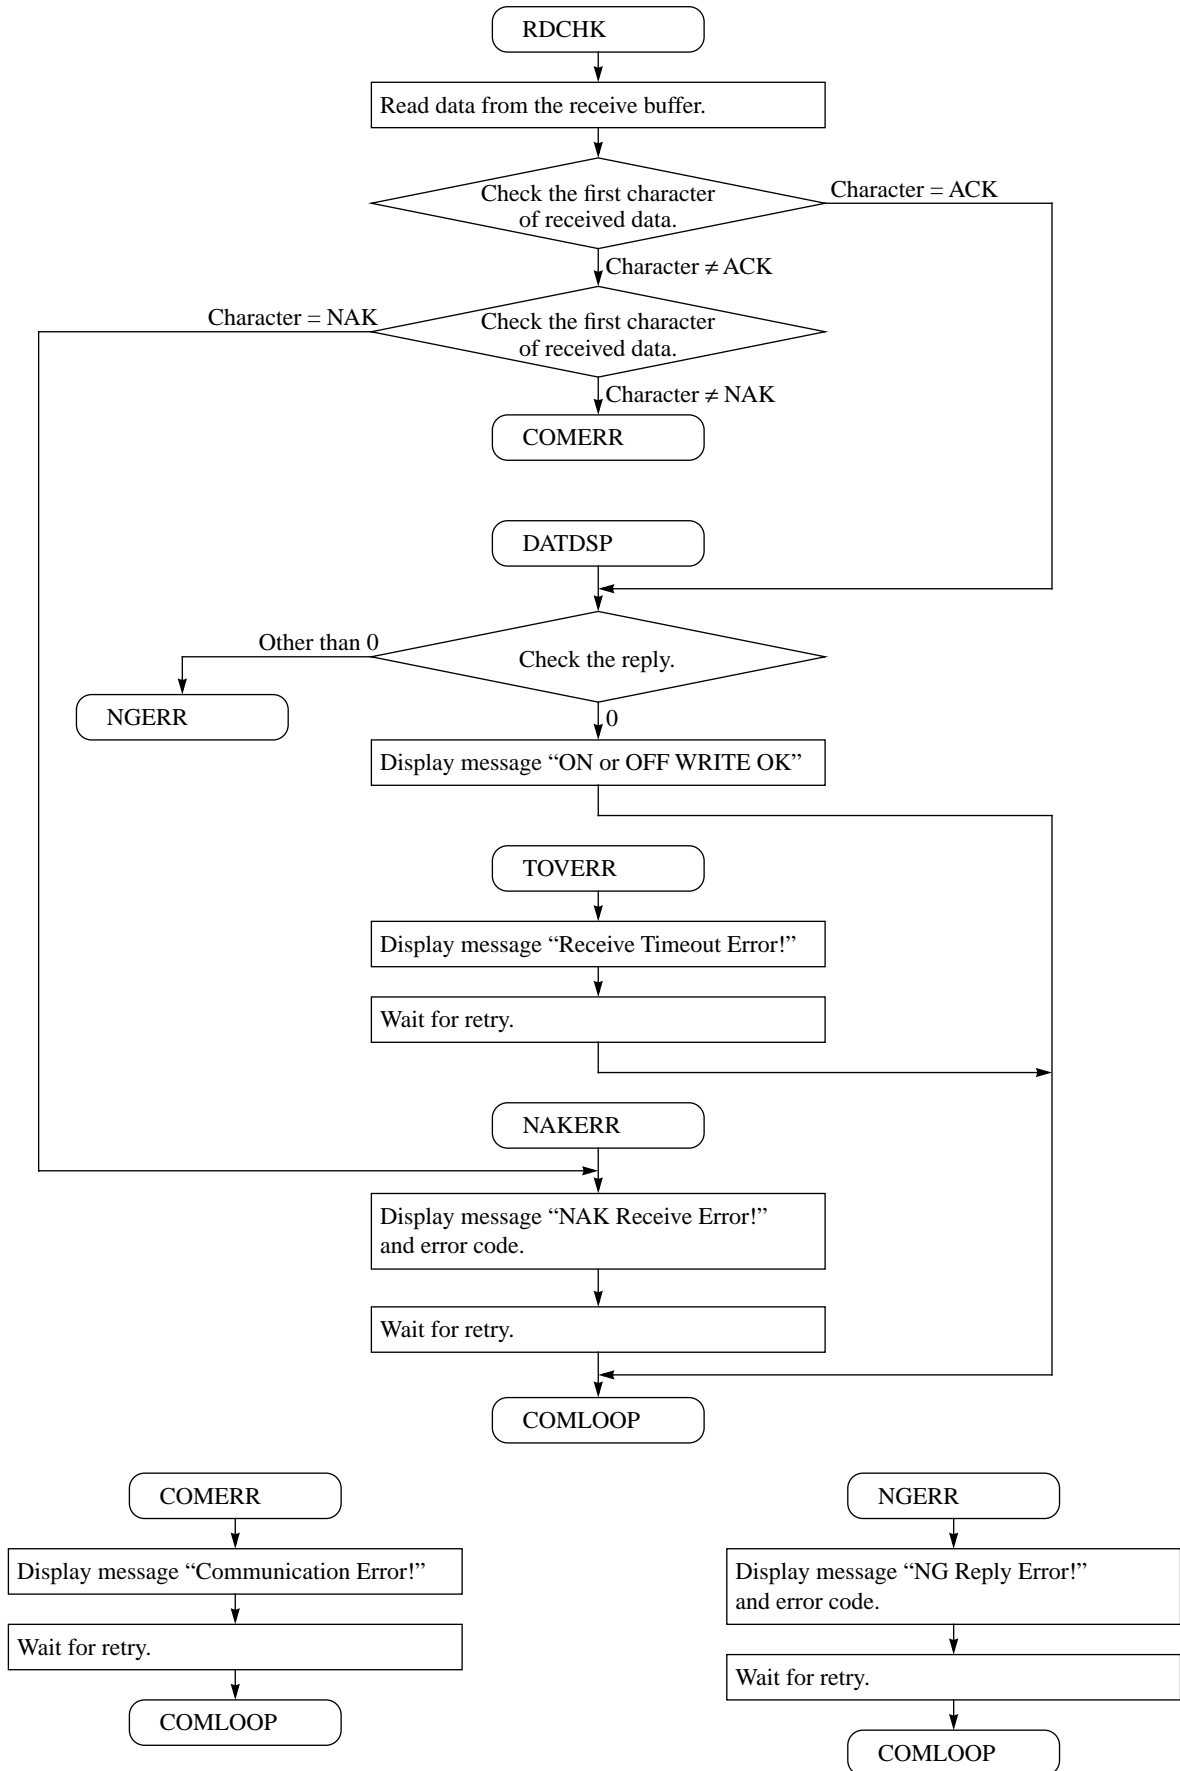 RDCHK
Read data from the receive buffer.
Check the first character
of received data.
Character = ACK
Character ≠ ACK
Character = NAK
Check the first character
of received data.
Character ≠ NAK
COMERR
DATDSP
Other than 0
Check the reply.
NGERR
0
Display message “ON or OFF WRITE OK”
TOVERR
Display message “Receive Timeout Error!”
Wait for retry.
NAKERR
Display message “NAK Receive Error!”
and error code.
Wait for retry.
COMLOOP
COMERR
Display message “Communication Error!”
Wait for retry.
COMLOOP
NGERR
Display message “NG Reply Error!”
and error code.
Wait for retry.
COMLOOP